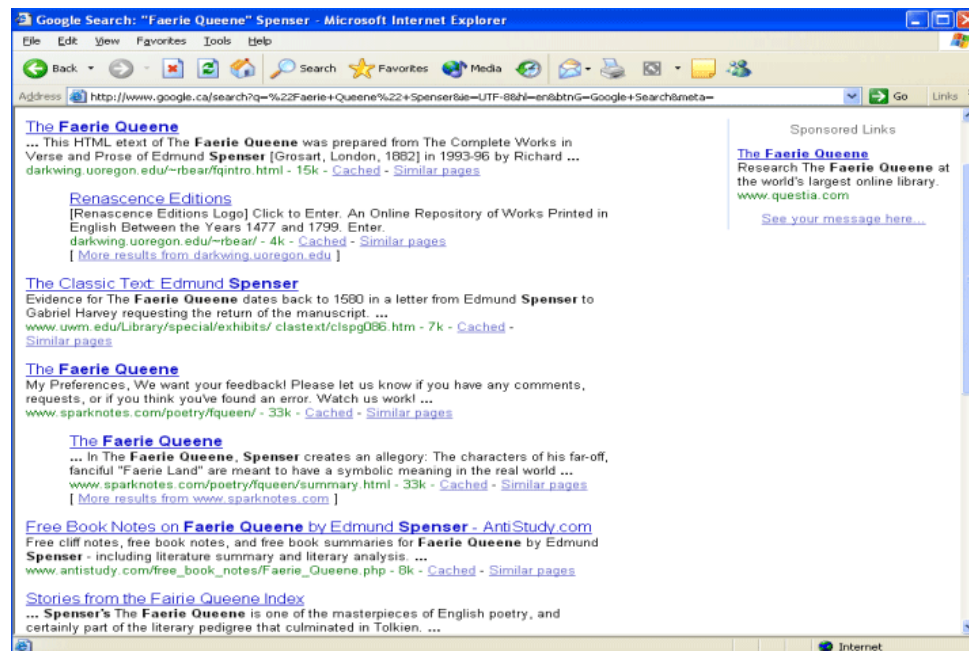 Google Search: "Faerie Queene" Spenser - Microsoft Internet Explorer
File Edit View Favorites Tools Help
Back Search Favorites Media
Address http://www.google.ca/search?q=%22Faerie+Queene%22+Spenser&ie=UTF-8&hl=en&btnG=Google+Search&meta= Go Links
The Faerie Queene
... This HTML etext of The Faerie Queene was prepared from The Complete Works in
Verse and Prose of Edmund Spenser [Grosart, London, 1882] in 1993-96 by Richard ...
darkwing.uoregon.edu/~rbear/fqintro.html - 15k - Cached - Similar pages
Renascence Editions
[Renascence Editions Logo] Click to Enter. An Online Repository of Works Printed in
English Between the Years 1477 and 1799. Enter.
darkwing.uoregon.edu/~rbear/ - 4k - Cached - Similar pages
[ More results from darkwing.uoregon.edu ]
The Classic Text: Edmund Spenser
Evidence for The Faerie Queene dates back to 1580 in a letter from Edmund Spenser to
Gabriel Harvey requesting the return of the manuscript. ...
www.uwm.edu/Library/special/exhibits/ clastext/clspg086.htm - 7k - Cached -
Similar pages
The Faerie Queene
My Preferences, We want your feedback! Please let us know if you have any comments,
requests, or if you think you've found an error. Watch us work! ...
www.sparknotes.com/poetry/fqueen/ - 33k - Cached - Similar pages
The Faerie Queene
... In The Faerie Queene, Spenser creates an allegory: The characters of his far-off,
fanciful "Faerie Land" are meant to have a symbolic meaning in the real world ...
www.sparknotes.com/poetry/fqueen/summary.html - 33k - Cached - Similar pages
[ More results from www.sparknotes.com ]
Free Book Notes on Faerie Queene by Edmund Spenser - AntiStudy.com
Free cliff notes, free book notes, and free book summaries for Faerie Queene by Edmund
Spenser - including literature summary and literary analysis. ...
www.antistudy.com/free_book_notes/Faerie_Queene.php - 8k - Cached - Similar pages
Stories from the Fairie Queene Index
... Spenser's The Faerie Queene is one of the masterpieces of English poetry, and
certainly part of the literary pedigree that culminated in Tolkien. ...
Sponsored Links
The Faerie Queene
Research The Faerie Queene at
the world's largest online library.
www.questia.com
See your message here...
Internet